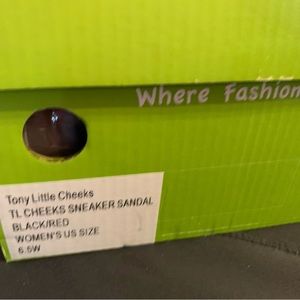 Where Fashion
Tony Little Cheeks
TL CHEEKS SNEAKER SANDAL
BLACK/RED
WOMEN'S US SIZE
6.5W